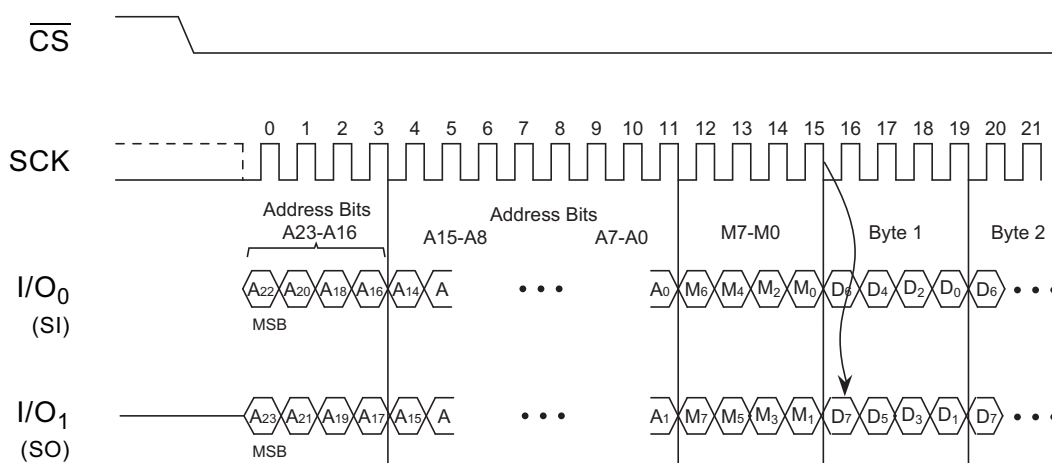 CS
0 1 2 3 4 5 6 7 8 9 10 11 12 13 14 15 16 17 18 19 20 21
SCK
Address Bits
A23-A16
Address Bits
A15-A8
A7-A0
M7-M0
Byte 1
Byte 2
I/O0
(SI)
A22 A20 A18 A16 A14 A • • • A0 M6 M4 M2 M0 D6 D4 D2 D0 D6 • • •
MSB
I/O1
(SO)
A23 A21 A19 A17 A15 A • • • A1 M7 M5 M3 M1 D7 D5 D3 D1 D7 • • •
MSB